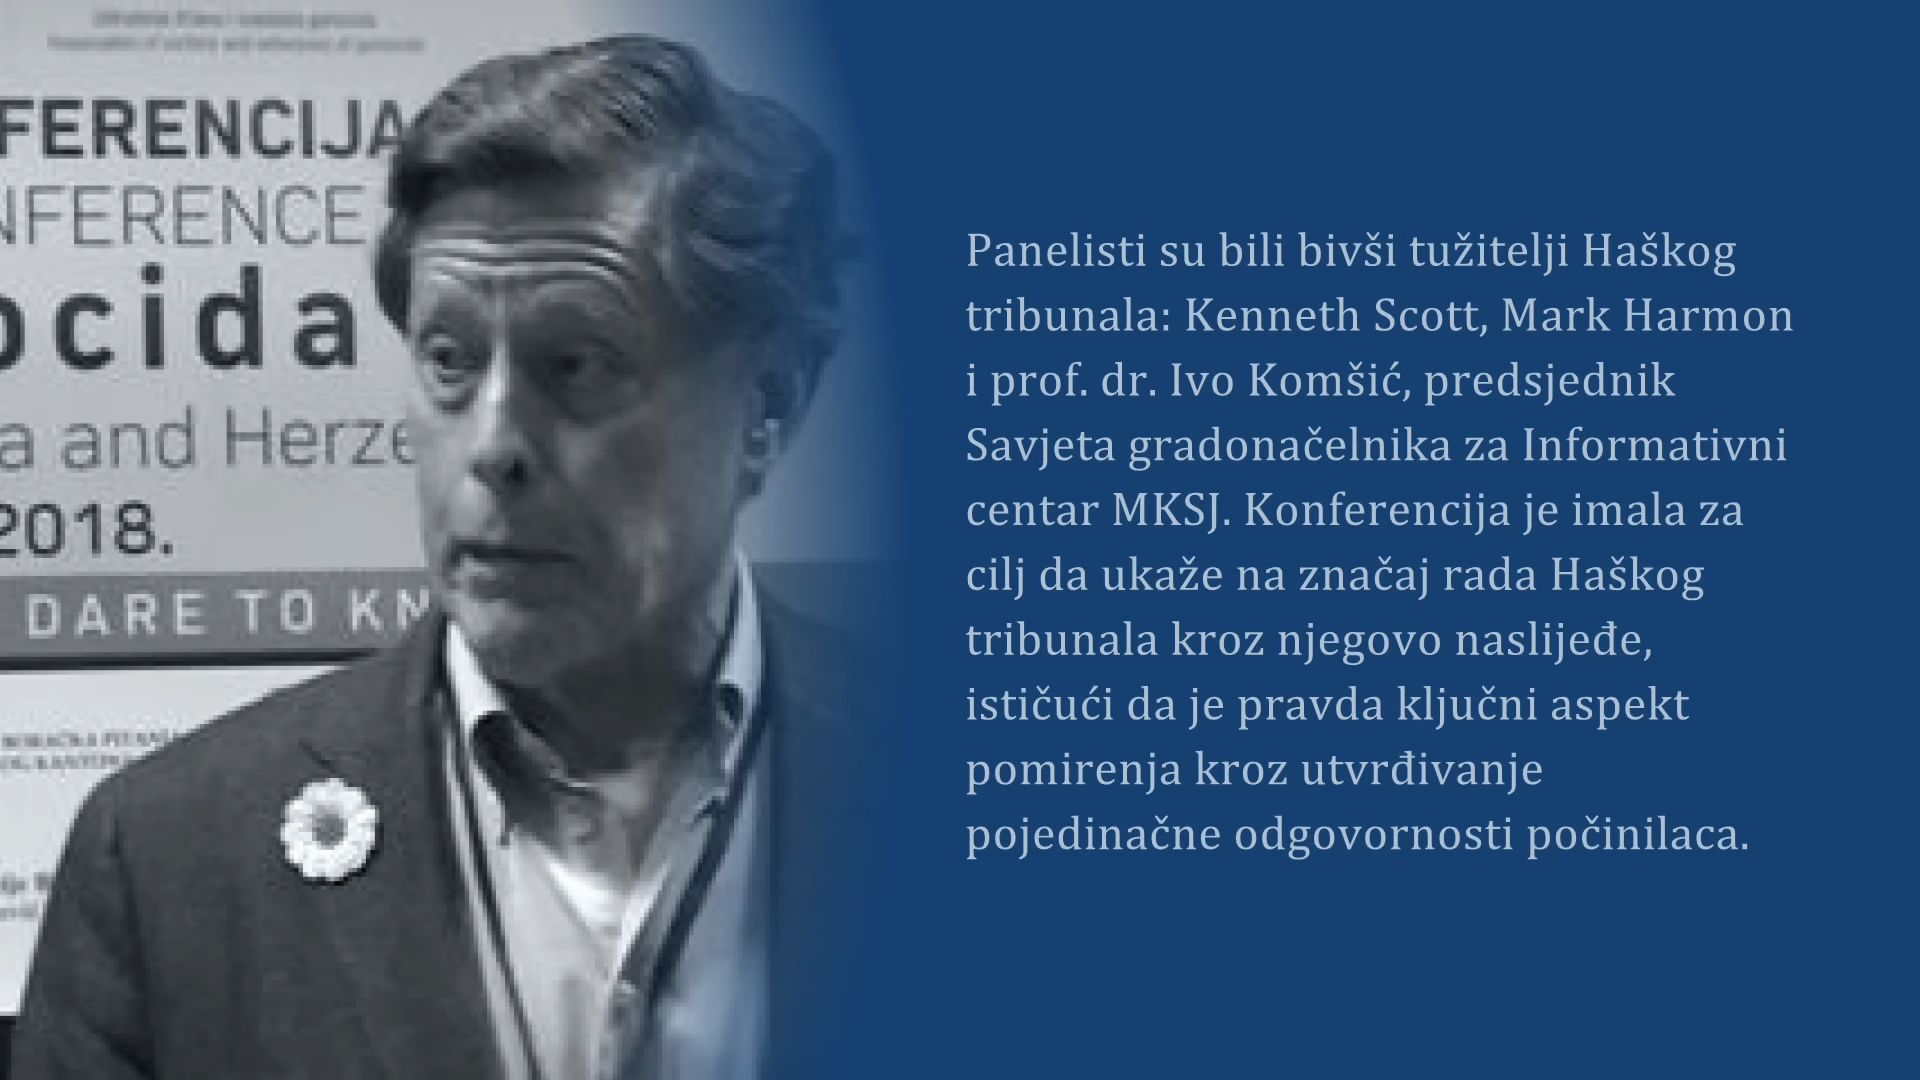 FERENCIJA
NFERENCE
ocida
a and Herze
2018.
DARE TO KN
Panelisti su bili bivši tužitelji Haškog
tribunala: Kenneth Scott, Mark Harmon
i prof. dr. Ivo Komšić, predsjednik
Savjeta gradonačelnika za Informativni
centar MKSJ. Konferencija je imala za
cilj da ukaže na značaj rada Haškog
tribunala kroz njegovo naslijeđe,
ističući da je pravda ključni aspekt
pomirenja kroz utvrđivanje
pojedinačne odgovornosti počinilaca.